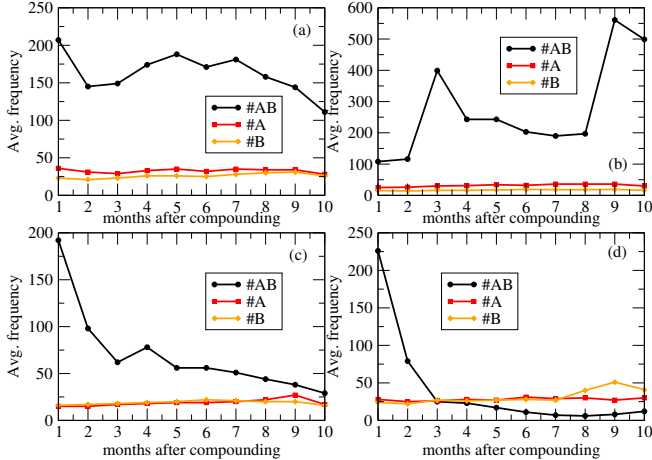 250
200
150
100
50
0
Avg. frequency
(a)
#AB
#A
#B
1 2 3 4 5 6 7 8 9 10
months after compounding
600
500
400
300
200
100
0
Avg. frequency
#AB
#A
#B
(b)
1 2 3 4 5 6 7 8 9 10
months after compounding
200
150
100
50
0
Avg. frequency
(c)
#AB
#A
#B
1 2 3 4 5 6 7 8 9 10
months after compounding
250
200
150
100
50
0
Avg. frequency
(d)
#AB
#A
#B
1 2 3 4 5 6 7 8 9 10
months after compounding